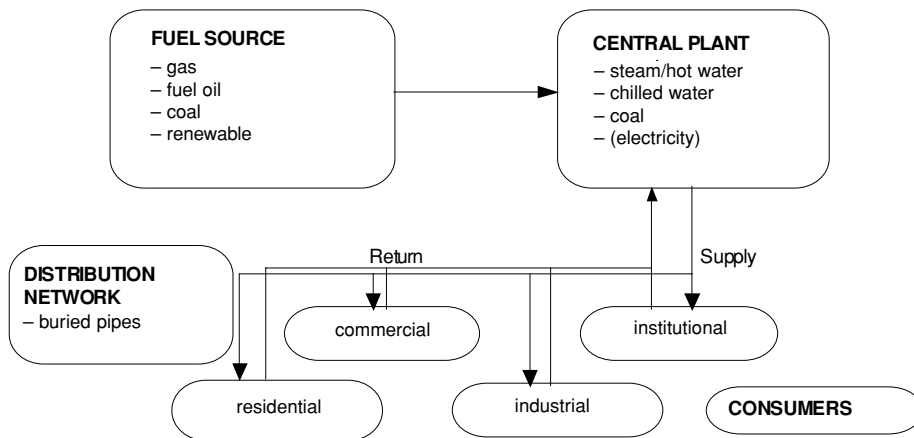 FUEL SOURCE
– gas
– fuel oil
– coal
– renewable
CENTRAL PLANT
– steam/hot water
– chilled water
– coal
– (electricity)
Return
Supply
DISTRIBUTION
NETWORK
– buried pipes
commercial
institutional
residential
industrial
CONSUMERS